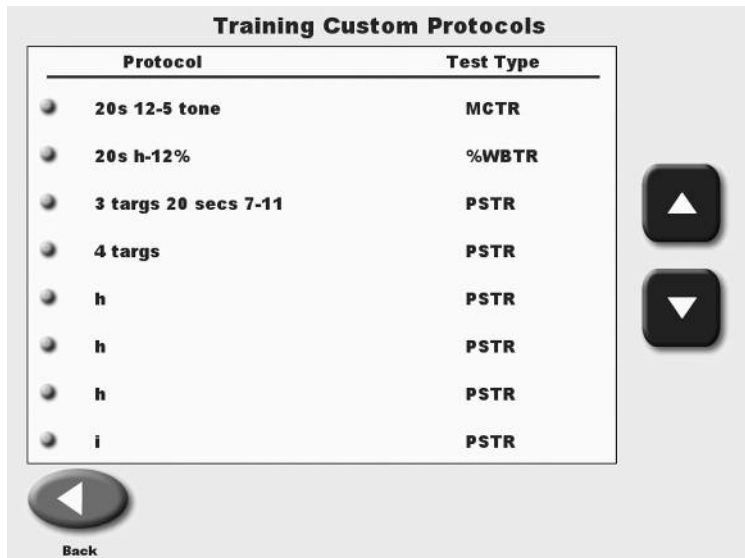 Training Custom Protocols
Protocol Test Type
20s 12-5 tone MCTR
20s h-12% %WBTR
3 targs 20 secs 7-11 PSTR
4 targs PSTR
h PSTR
h PSTR
h PSTR
i PSTR
Back